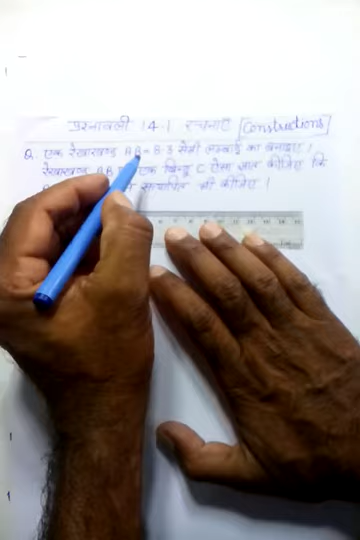 प्रश्नावली 14.1 रचनाएँ [Constructions]
Q. एक रेखाखण्ड AB = 8.3 सेमी लम्बाई का बनाइए ।
रेखाखण्ड AB एक बिन्दु C ऐसा ज्ञात कीजिए कि
सत्यापित भी कीजिए ।